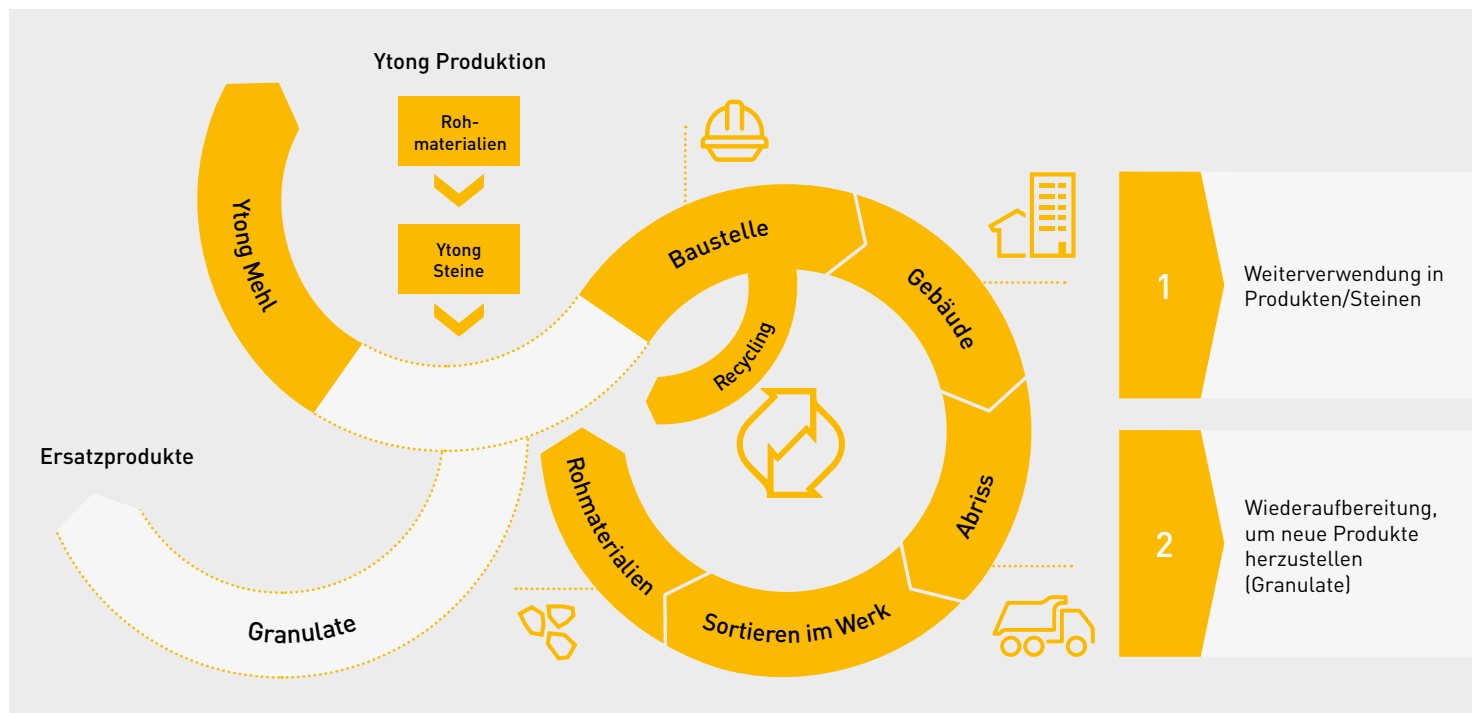 Ytong Produktion
Roh-
materialien
Ytong
Steine
Ytong Mehl
Baustelle
Gebäude
Recycling
Abriss
Sortieren im Werk
Rohmaterialien
Ersatzprodukte
Granulate
1
Weiterverwendung in
Produkten/Steinen
2
Wiederaufbereitung,
um neue Produkte
herzustellen
(Granulate)